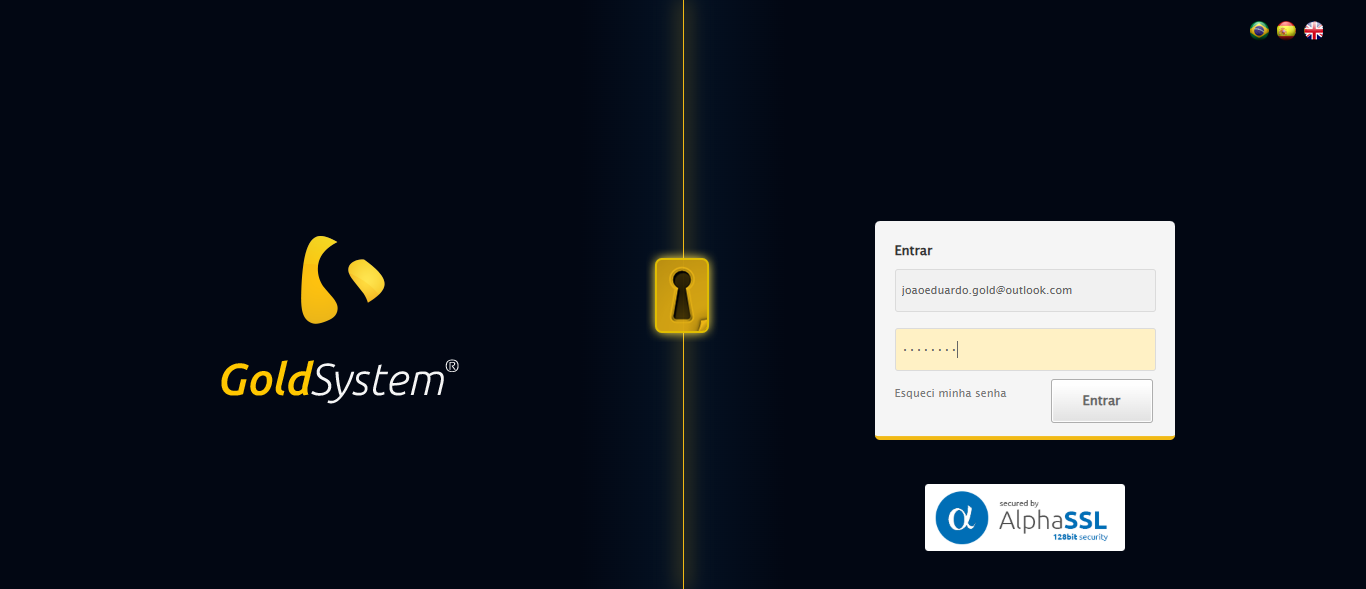 GoldSystem®
Entrar
joaoeduardo.gold@outlook.com
••••••••
Esqueci minha senha
Entrar
α
secured by
AlphaSSL
128bit security